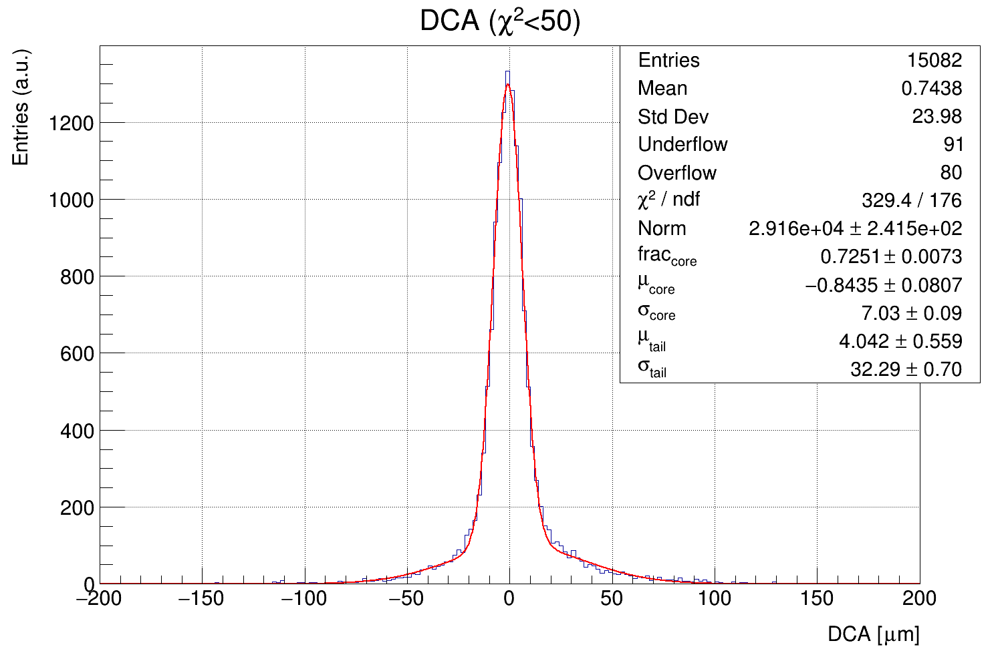 DCA (χ²<50)
Entries (a.u.)
Entries 15082
Mean 0.7438
Std Dev 23.98
Underflow 91
Overflow 80
χ² / ndf 329.4 / 176
Norm 2.916e+04 ± 2.415e+02
frac_core 0.7251 ± 0.0073
μ_core −0.8435 ± 0.0807
σ_core 7.03 ± 0.09
μ_tail 4.042 ± 0.559
σ_tail 32.29 ± 0.70
1200
1000
800
600
400
200
0
−200 −150 −100 −50 0 50 100 150 200
DCA [μm]